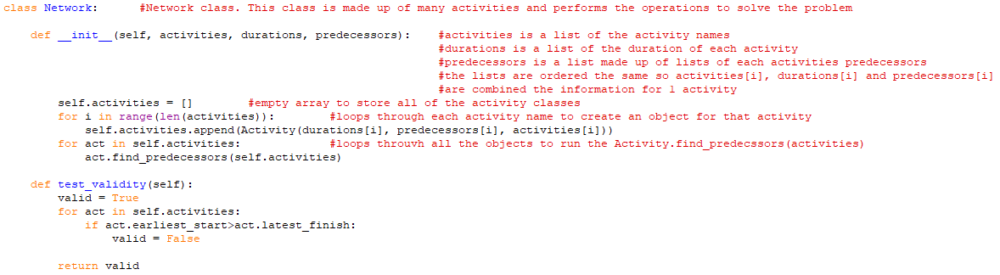 class Network:      #Network class. This class is made up of many activities and performs the operations to solve the problem
    def __init__(self, activities, durations, predecessors):    #activities is a list of the activity names
                                                                #durations is a list of the duration of each activity
                                                                #predecessors is a list made up of lists of each activities predecessors
                                                                #the lists are ordered the same so activities[i], durations[i] and predecessors[i]
                                                                #are combined the information for 1 activity
        self.activities = []        #empty array to store all of the activity classes
        for i in range(len(activities)):        #loops through each activity name to create an object for that activity
            self.activities.append(Activity(durations[i], predecessors[i], activities[i]))
        for act in self.activities:             #loops throuvh all the objects to run the Activity.find_predecssors(activities)
            act.find_predecessors(self.activities)
    def test_validity(self):
        valid = True
        for act in self.activities:
            if act.earliest_start>act.latest_finish:
                valid = False
        return valid